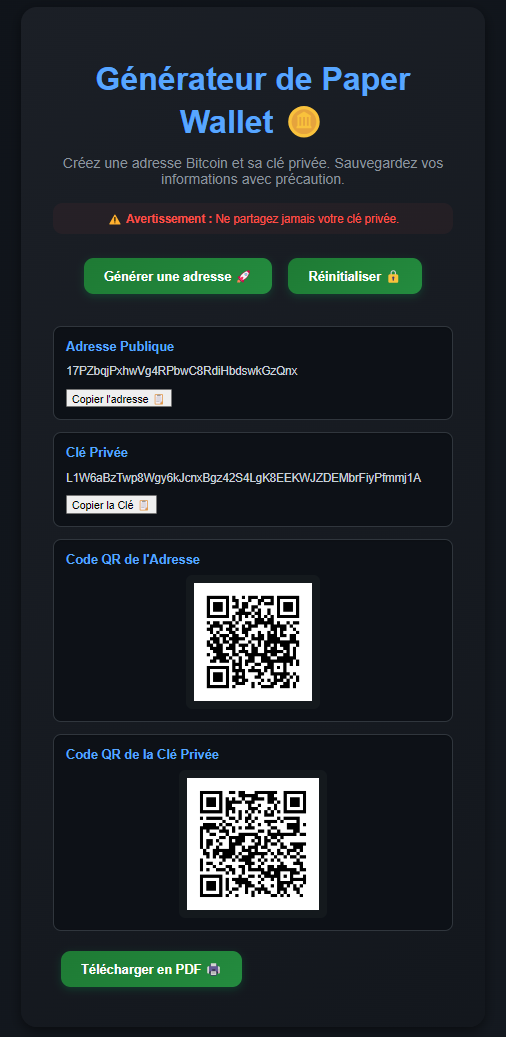 Générateur de Paper
Wallet
Créez une adresse Bitcoin et sa clé privée. Sauvegardez vos
informations avec précaution.
⚠️ Avertissement : Ne partagez jamais votre clé privée.
Générer une adresse 🚀
Réinitialiser 🔒
Adresse Publique
17PZbqjPxhwVg4RPbwC8RdiHbdswkGzQnx
Copier l'adresse 📋
Clé Privée
L1W6aBzTwp8Wgy6kJcnxBgz42S4LgK8EEKWJZDEMbrFiyPfmmj1A
Copier la Clé 📋
Code QR de l'Adresse
Code QR de la Clé Privée
Télécharger en PDF 🖨️